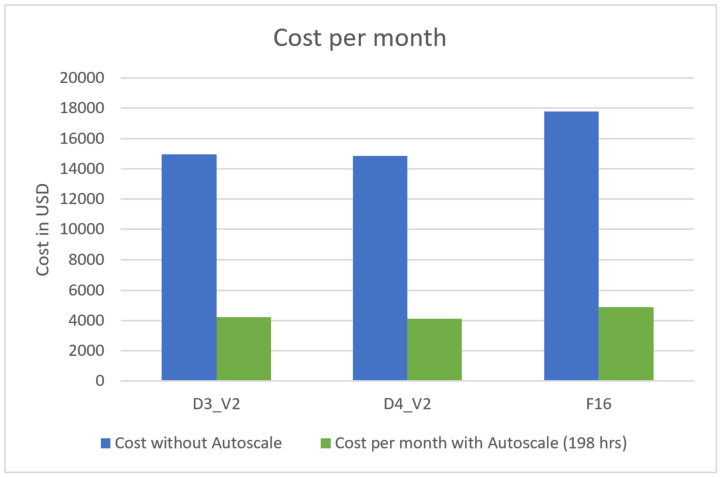 Cost per month
20000
18000
16000
14000
12000
10000
8000
6000
4000
2000
0
Cost in USD
D3_V2 D4_V2 F16
Cost without Autoscale Cost per month with Autoscale (198 hrs)